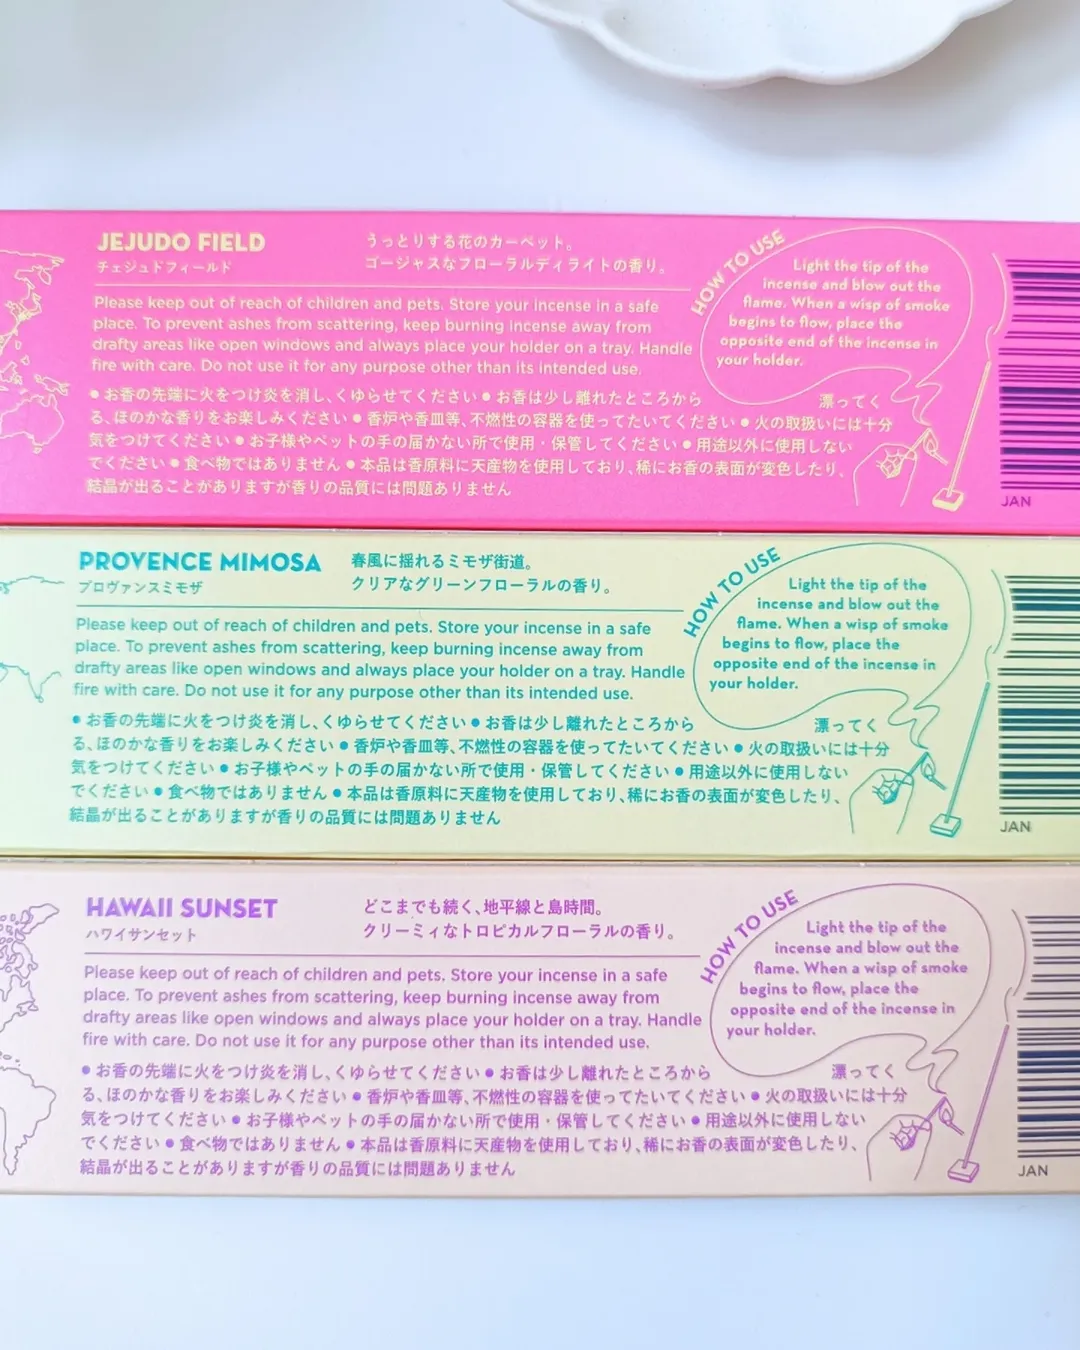 JEJUDO FIELD
チェジュドフィールド
うっとりする花のカーペット。
ゴージャスなフローラルディライトの香り。
Please keep out of reach of children and pets. Store your incense in a safe
place. To prevent ashes from scattering, keep burning incense away from
drafty areas like open windows and always place your holder on a tray. Handle
fire with care. Do not use it for any purpose other than its intended use.
● お香の先端に火をつけ炎を消し、くゆらせてください ● お香は少し離れたところから 漂ってく
る、ほのかな香りをお楽しみください ● 香炉や香皿等、不燃性の容器を使ってたいてください ● 火の取扱いには十分
気をつけてください ● お子様やペットの手の届かない所で使用・保管してください ● 用途以外に使用しない
でください ● 食べ物ではありません ● 本品は香原料に天産物を使用しており、稀にお香の表面が変色したり、
結晶が出ることがありますが香りの品質には問題ありません
HOW TO USE
Light the tip of the
incense and blow out the
flame. When a wisp of smoke
begins to flow, place the
opposite end of the incense in
your holder.
JAN
PROVENCE MIMOSA
プロヴァンスミモザ
春風に揺れるミモザ街道。
クリアなグリーンフローラルの香り。
Please keep out of reach of children and pets. Store your incense in a safe
place. To prevent ashes from scattering, keep burning incense away from
drafty areas like open windows and always place your holder on a tray. Handle
fire with care. Do not use it for any purpose other than its intended use.
● お香の先端に火をつけ炎を消し、くゆらせてください ● お香は少し離れたところから 漂ってく
る、ほのかな香りをお楽しみください ● 香炉や香皿等、不燃性の容器を使ってたいてください ● 火の取扱いには十分
気をつけてください ● お子様やペットの手の届かない所で使用・保管してください ● 用途以外に使用しない
でください ● 食べ物ではありません ● 本品は香原料に天産物を使用しており、稀にお香の表面が変色したり、
結晶が出ることがありますが香りの品質には問題ありません
HOW TO USE
Light the tip of the
incense and blow out the
flame. When a wisp of smoke
begins to flow, place the
opposite end of the incense in
your holder.
JAN
HAWAII SUNSET
ハワイサンセット
どこまでも続く、地平線と島時間。
クリーミィなトロピカルフローラルの香り。
Please keep out of reach of children and pets. Store your incense in a safe
place. To prevent ashes from scattering, keep burning incense away from
drafty areas like open windows and always place your holder on a tray. Handle
fire with care. Do not use it for any purpose other than its intended use.
● お香の先端に火をつけ炎を消し、くゆらせてください ● お香は少し離れたところから 漂ってく
る、ほのかな香りをお楽しみください ● 香炉や香皿等、不燃性の容器を使ってたいてください ● 火の取扱いには十分
気をつけてください ● お子様やペットの手の届かない所で使用・保管してください ● 用途以外に使用しない
でください ● 食べ物ではありません ● 本品は香原料に天産物を使用しており、稀にお香の表面が変色したり、
結晶が出ることがありますが香りの品質には問題ありません
HOW TO USE
Light the tip of the
incense and blow out the
flame. When a wisp of smoke
begins to flow, place the
opposite end of the incense in
your holder.
JAN